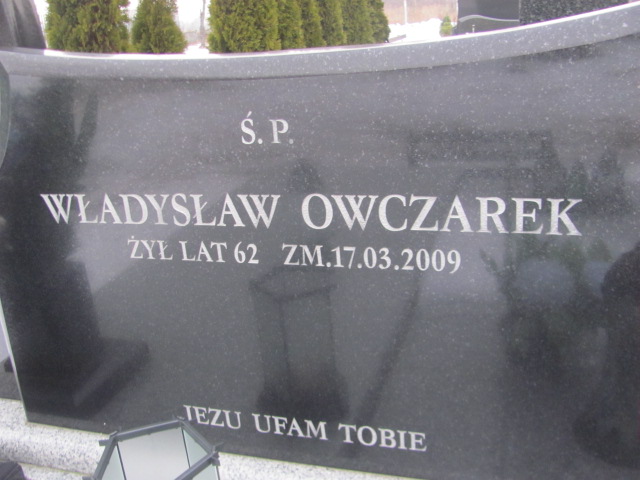 Ś. P.
WŁADYSŁAW OWCZAREK
ŻYŁ LAT 62 ZM.17.03.2009
JEZU UFAM TOBIE